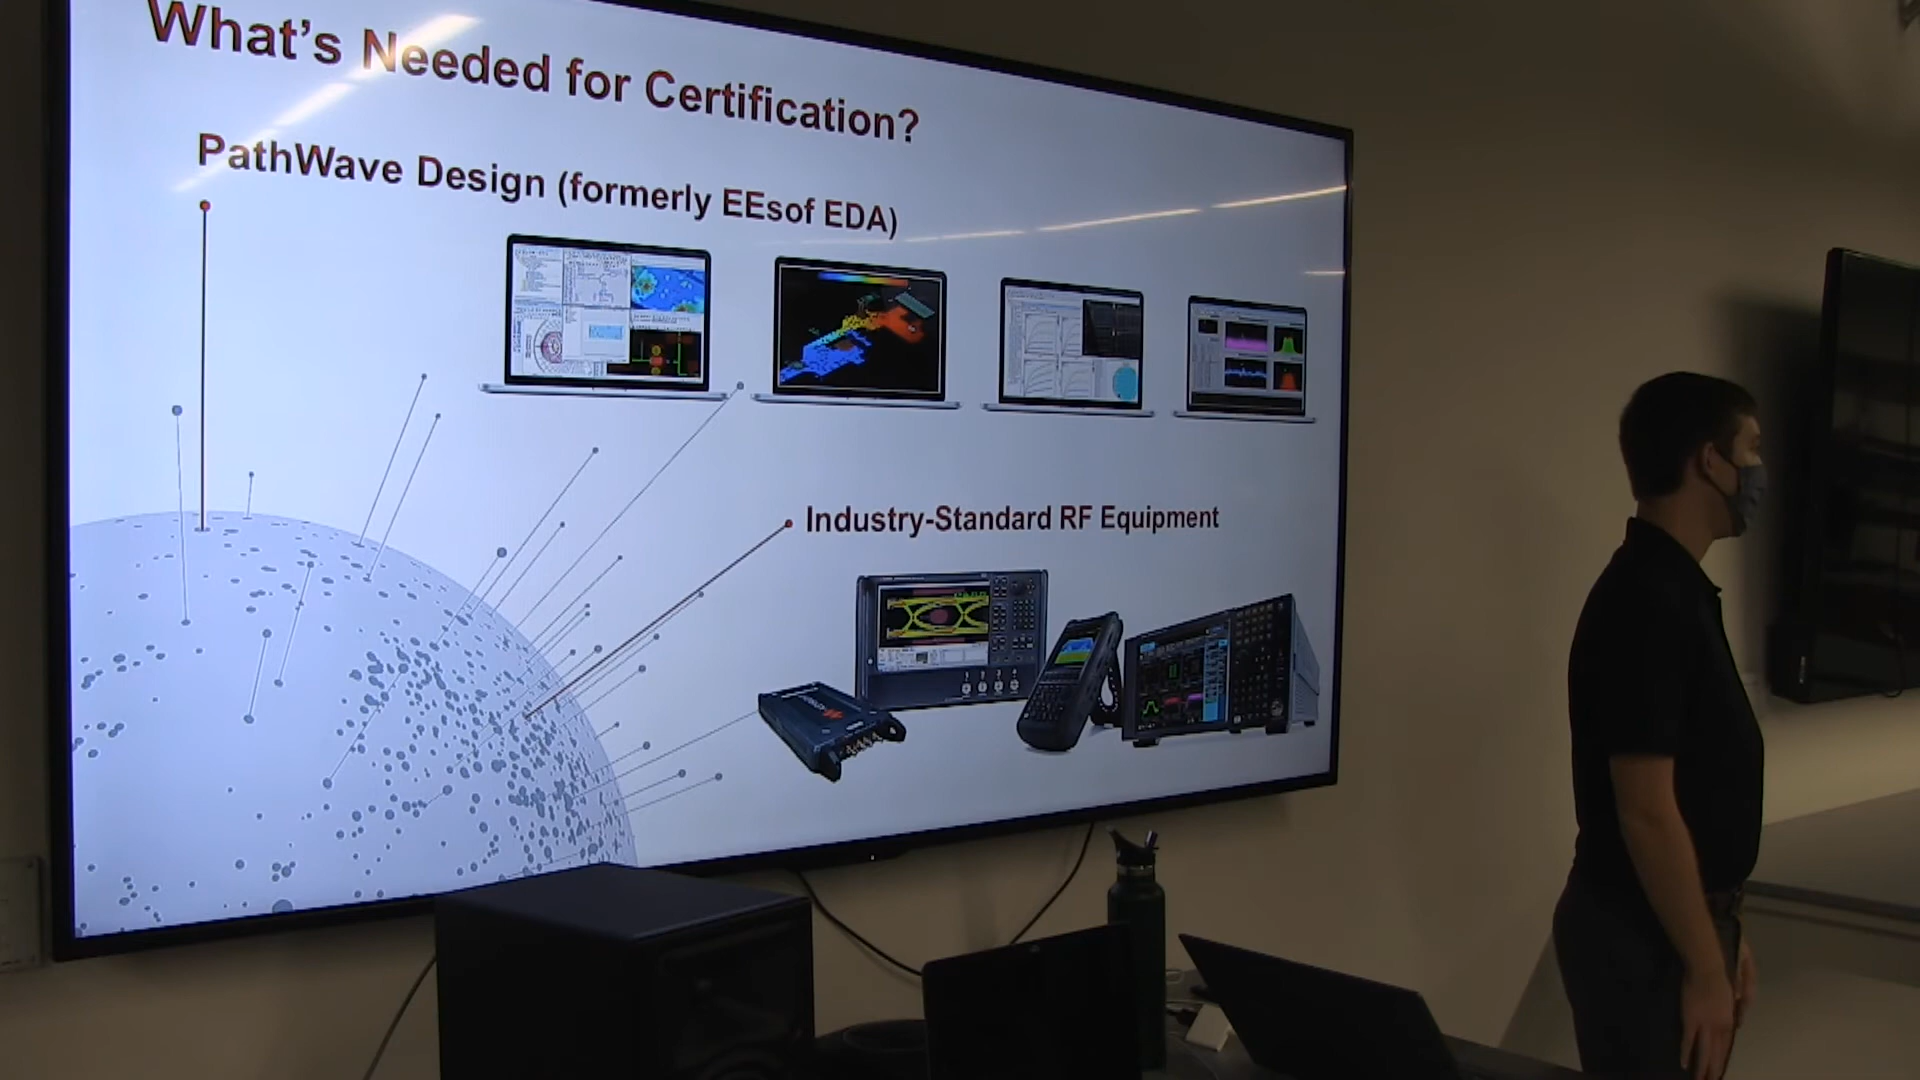 What's Needed for Certification?
PathWave Design (formerly EEsof EDA)
Industry-Standard RF Equipment